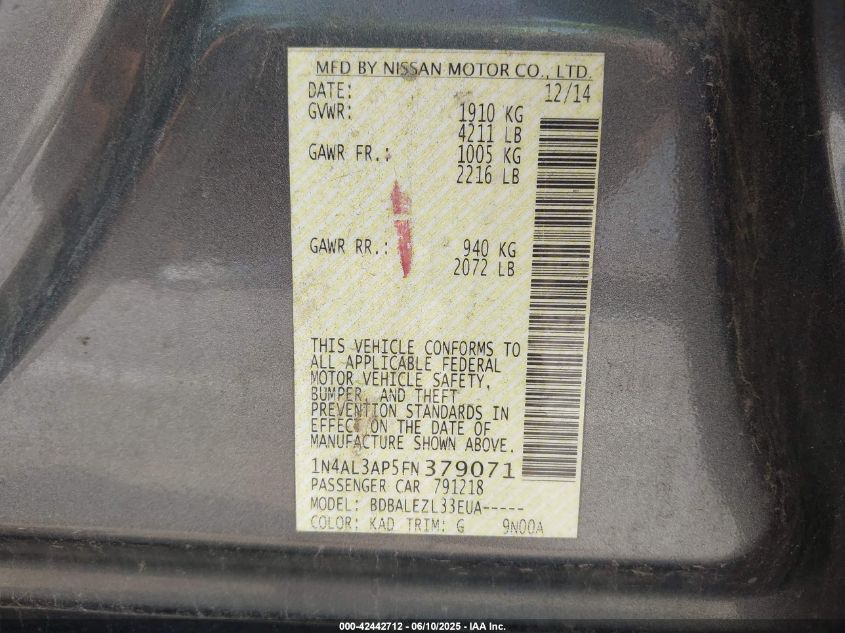 MFD BY NISSAN MOTOR CO., LTD.
DATE: 12/14
GVWR: 1910 KG
4211 LB
GAWR FR.: 1005 KG
2216 LB
GAWR RR.: 940 KG
2072 LB
THIS VEHICLE CONFORMS TO
ALL APPLICABLE FEDERAL
MOTOR VEHICLE SAFETY,
BUMPER, AND THEFT
PREVENTION STANDARDS IN
EFFECT ON THE DATE OF
MANUFACTURE SHOWN ABOVE.
1N4AL3AP5FN379071
PASSENGER CAR 791218
MODEL: BDBALEZL33EUA-----
COLOR: KAD TRIM: G 9N00A
000-42442712 - 06/10/2025 - IAA Inc.